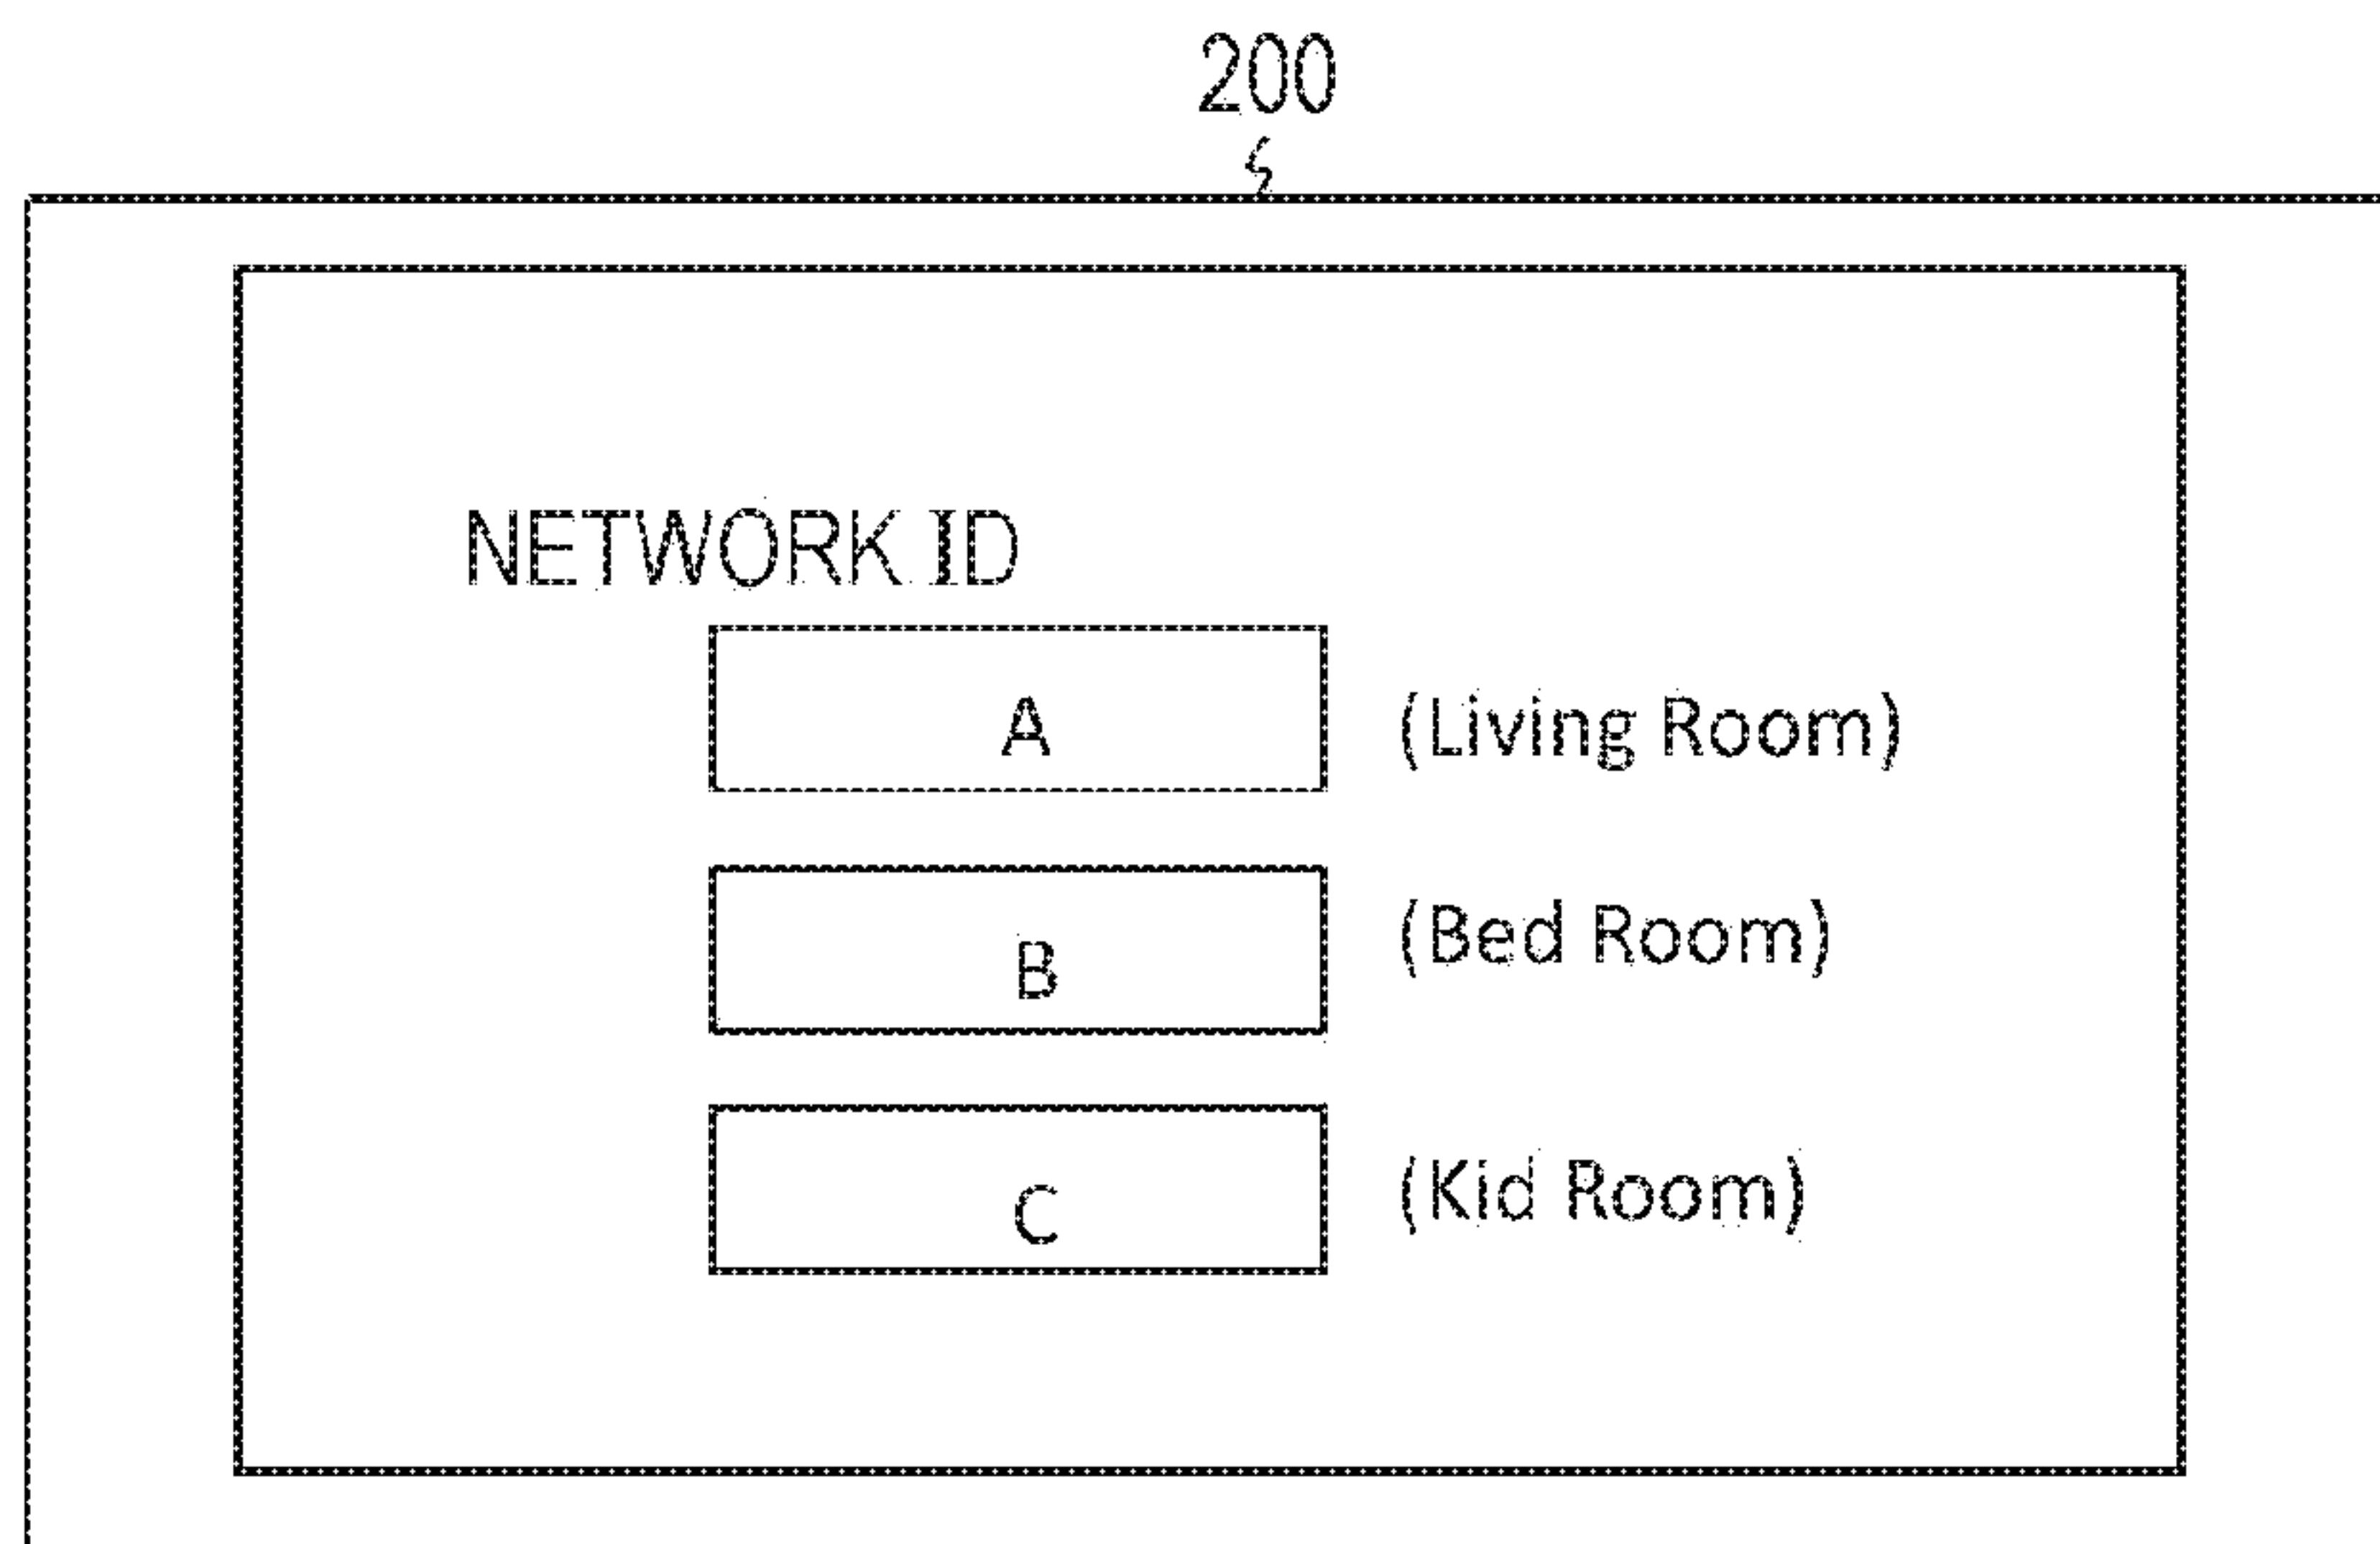 200
NETWORK ID
A (Living Room)
B (Bed Room)
C (Kid Room)